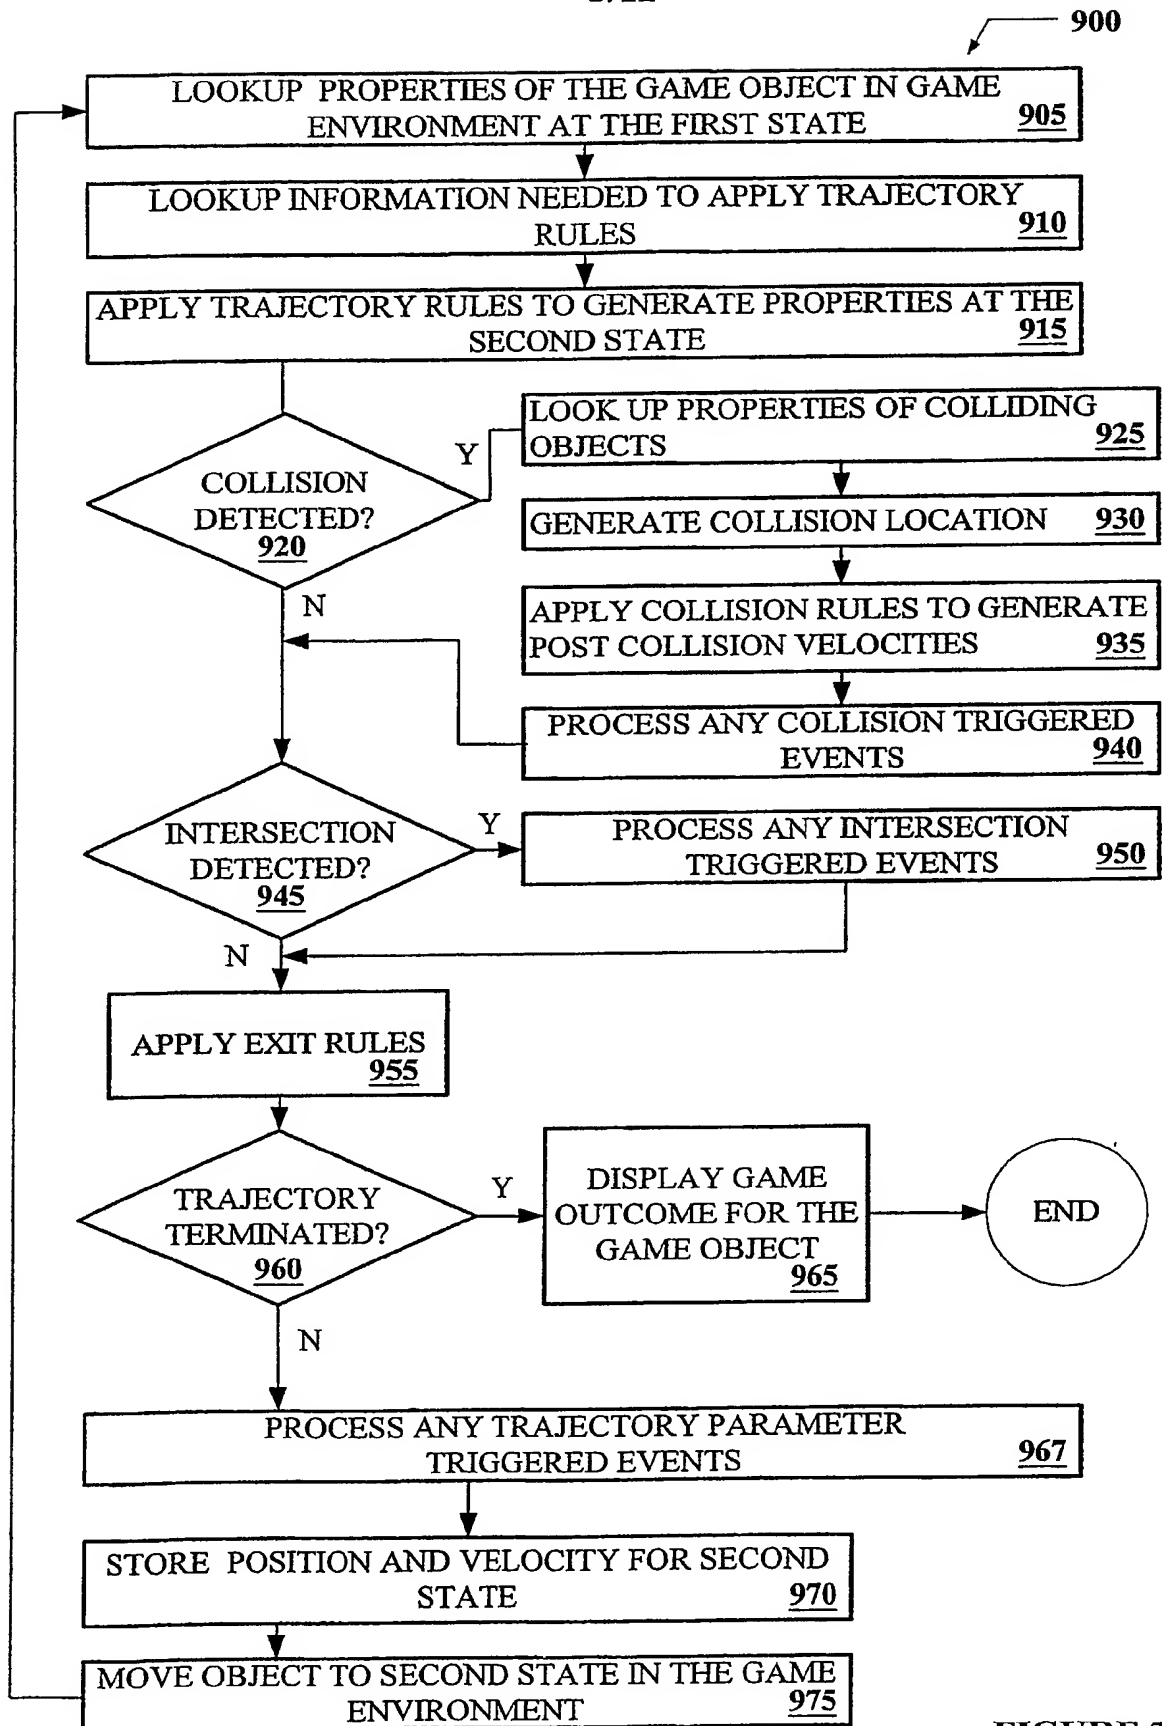 900
LOOKUP PROPERTIES OF THE GAME OBJECT IN GAME
ENVIRONMENT AT THE FIRST STATE
905
LOOKUP INFORMATION NEEDED TO APPLY TRAJECTORY
RULES
910
APPLY TRAJECTORY RULES TO GENERATE PROPERTIES AT THE
SECOND STATE
915
COLLISION
DETECTED?
920
Y
LOOK UP PROPERTIES OF COLLIDING
OBJECTS
925
GENERATE COLLISION LOCATION 930
APPLY COLLISION RULES TO GENERATE
POST COLLISION VELOCITIES 935
PROCESS ANY COLLISION TRIGGERED
EVENTS
940
N
INTERSECTION
DETECTED?
945
Y
PROCESS ANY INTERSECTION
TRIGGERED EVENTS
950
N
APPLY EXIT RULES
955
TRAJECTORY
TERMINATED?
960
Y
DISPLAY GAME
OUTCOME FOR THE
GAME OBJECT
965
END
N
PROCESS ANY TRAJECTORY PARAMETER
TRIGGERED EVENTS
967
STORE POSITION AND VELOCITY FOR SECOND
STATE
970
MOVE OBJECT TO SECOND STATE IN THE GAME
ENVIRONMENT
975
FIGURE